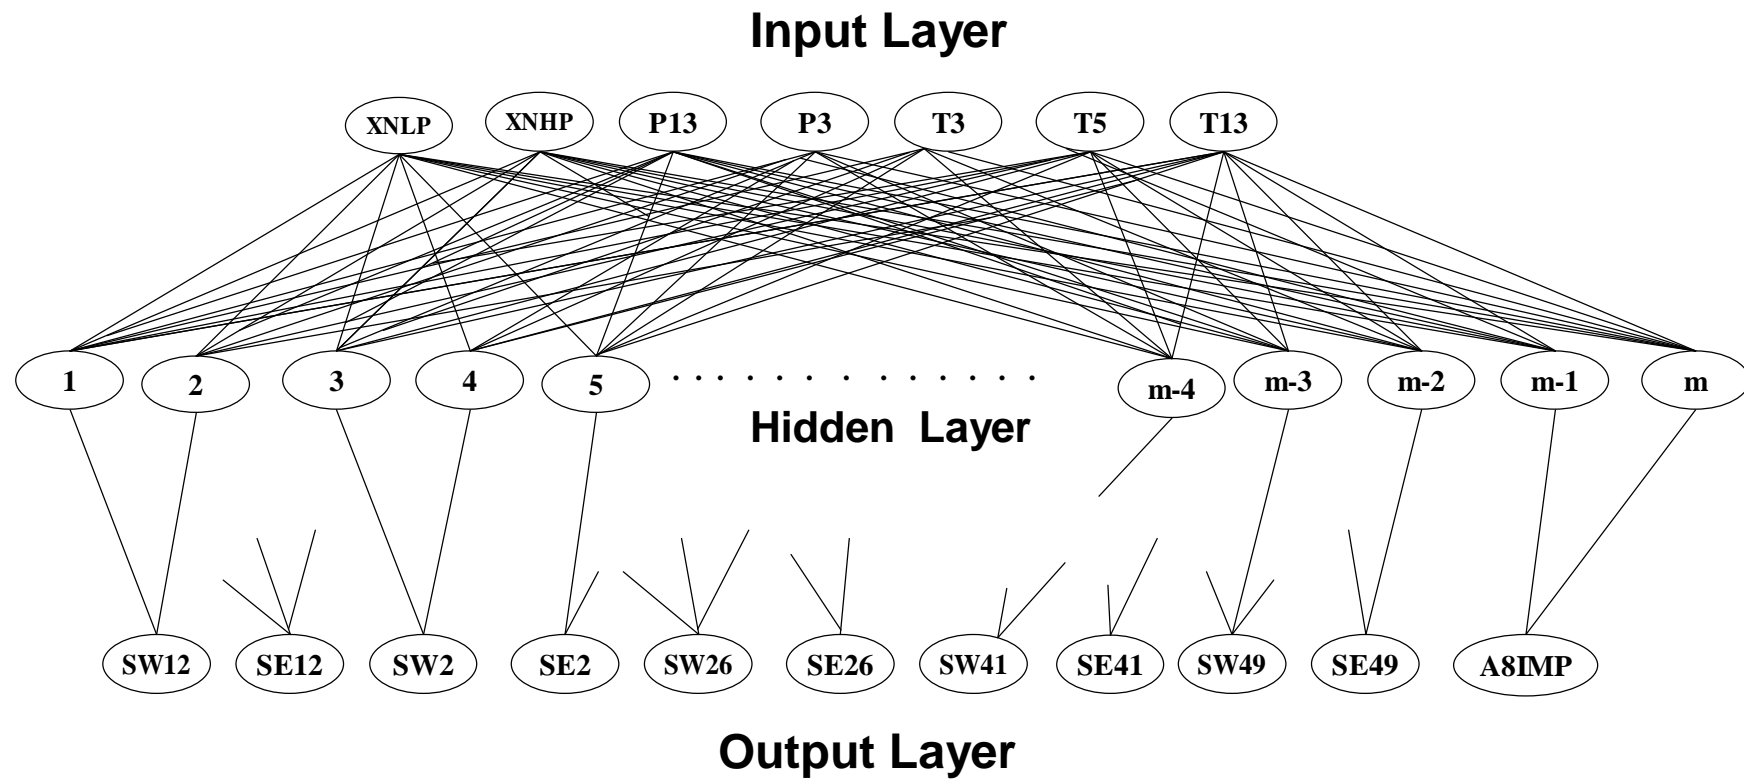 Input Layer
XNLP XNHP P13 P3 T3 T5 T13
1 2 3 4 5 . . . . . . . . . . . . . m-4 m-3 m-2 m-1 m
Hidden Layer
SW12 SE12 SW2 SE2 SW26 SE26 SW41 SE41 SW49 SE49 A8IMP
Output Layer